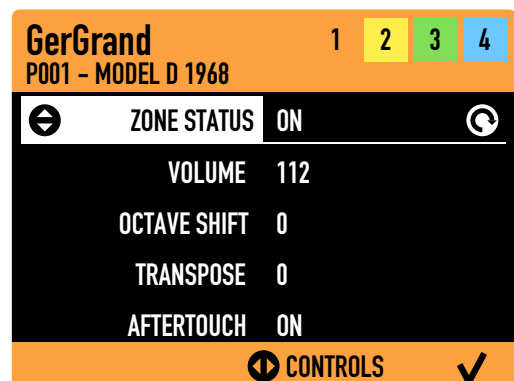 GerGrand 1 2 3 4
P001 – MODEL D 1968
ZONE STATUS ON
VOLUME 112
OCTAVE SHIFT 0
TRANSPOSE 0
AFTERTOUCH ON
CONTROLS